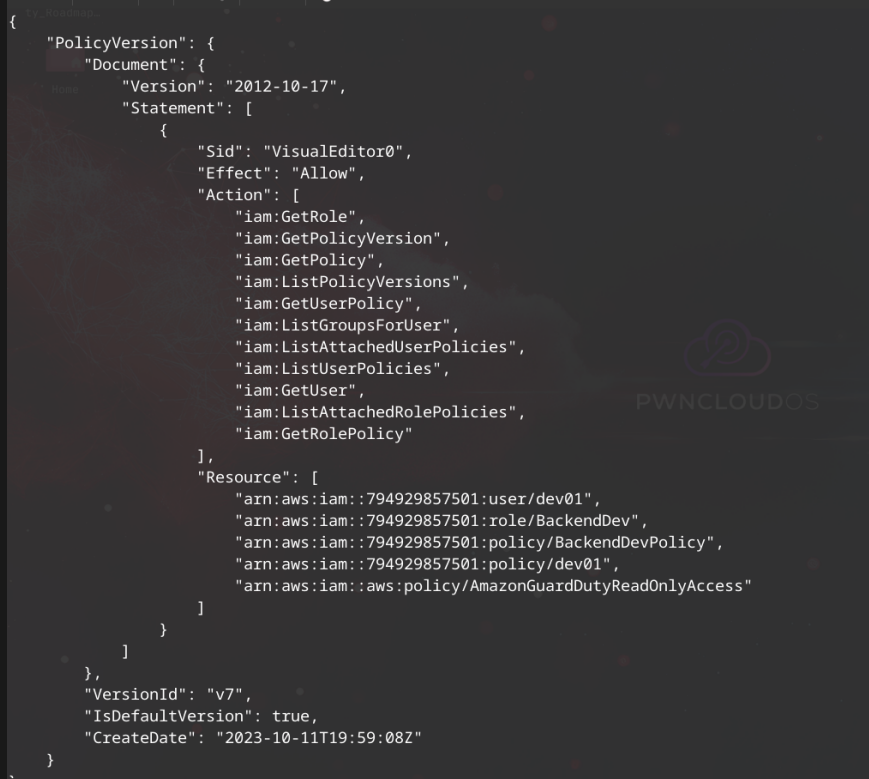 {
    "PolicyVersion": {
        "Document": {
            "Version": "2012-10-17",
            "Statement": [
                {
                    "Sid": "VisualEditor0",
                    "Effect": "Allow",
                    "Action": [
                        "iam:GetRole",
                        "iam:GetPolicyVersion",
                        "iam:GetPolicy",
                        "iam:ListPolicyVersions",
                        "iam:GetUserPolicy",
                        "iam:ListGroupsForUser",
                        "iam:ListAttachedUserPolicies",
                        "iam:ListUserPolicies",
                        "iam:GetUser",
                        "iam:ListAttachedRolePolicies",
                        "iam:GetRolePolicy"
                    ],
                    "Resource": [
                        "arn:aws:iam::794929857501:user/dev01",
                        "arn:aws:iam::794929857501:role/BackendDev",
                        "arn:aws:iam::794929857501:policy/BackendDevPolicy",
                        "arn:aws:iam::794929857501:policy/dev01",
                        "arn:aws:iam::aws:policy/AmazonGuardDutyReadOnlyAccess"
                    ]
                }
            ]
        },
        "VersionId": "v7",
        "IsDefaultVersion": true,
        "CreateDate": "2023-10-11T19:59:08Z"
    }
Home
PWNCLOUDOS